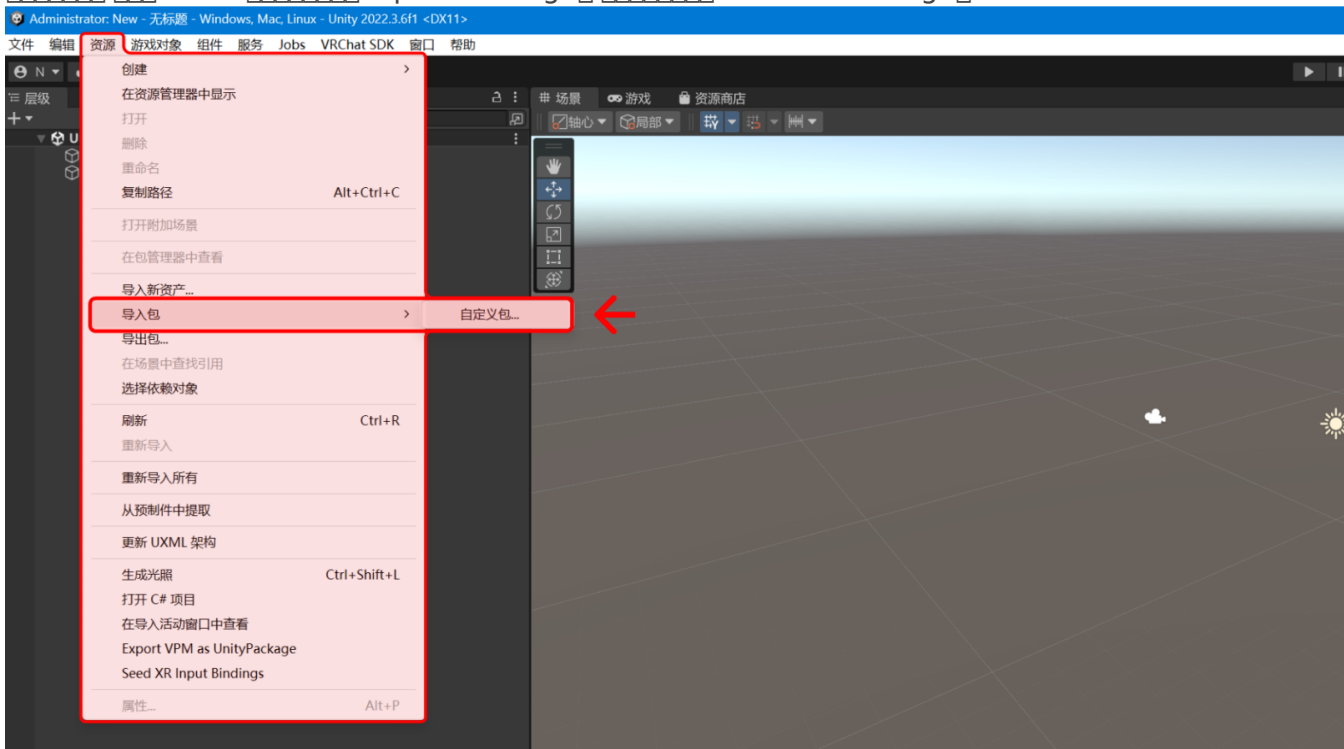 Administrator: New - 无标题 - Windows, Mac, Linux - Unity 2022.3.6f1 <DX11>
文件 编辑 资源 游戏对象 组件 服务 Jobs VRChat SDK 窗口 帮助
N
层级
场景 游戏 资源商店
轴心 局部
U
创建
在资源管理器中显示
打开
删除
重命名
复制路径 Alt+Ctrl+C
打开附加场景
在包管理器中查看
导入新资产...
导入包 自定义包...
导出包...
在场景中查找引用
选择依赖对象
刷新 Ctrl+R
重新导入
重新导入所有
从预制件中提取
更新 UXML 架构
生成光照 Ctrl+Shift+L
打开 C# 项目
在导入活动窗口中查看
Export VPM as UnityPackage
Seed XR Input Bindings
属性... Alt+P